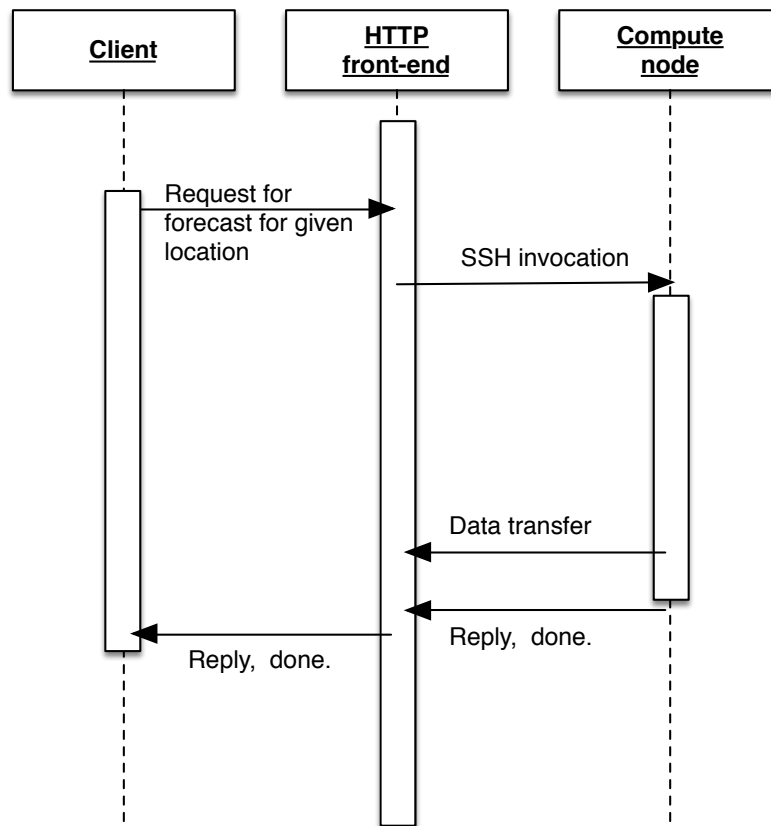 Client
HTTP
front-end
Compute
node
Request for
forecast for given
location
SSH invocation
Data transfer
Reply, done.
Reply, done.